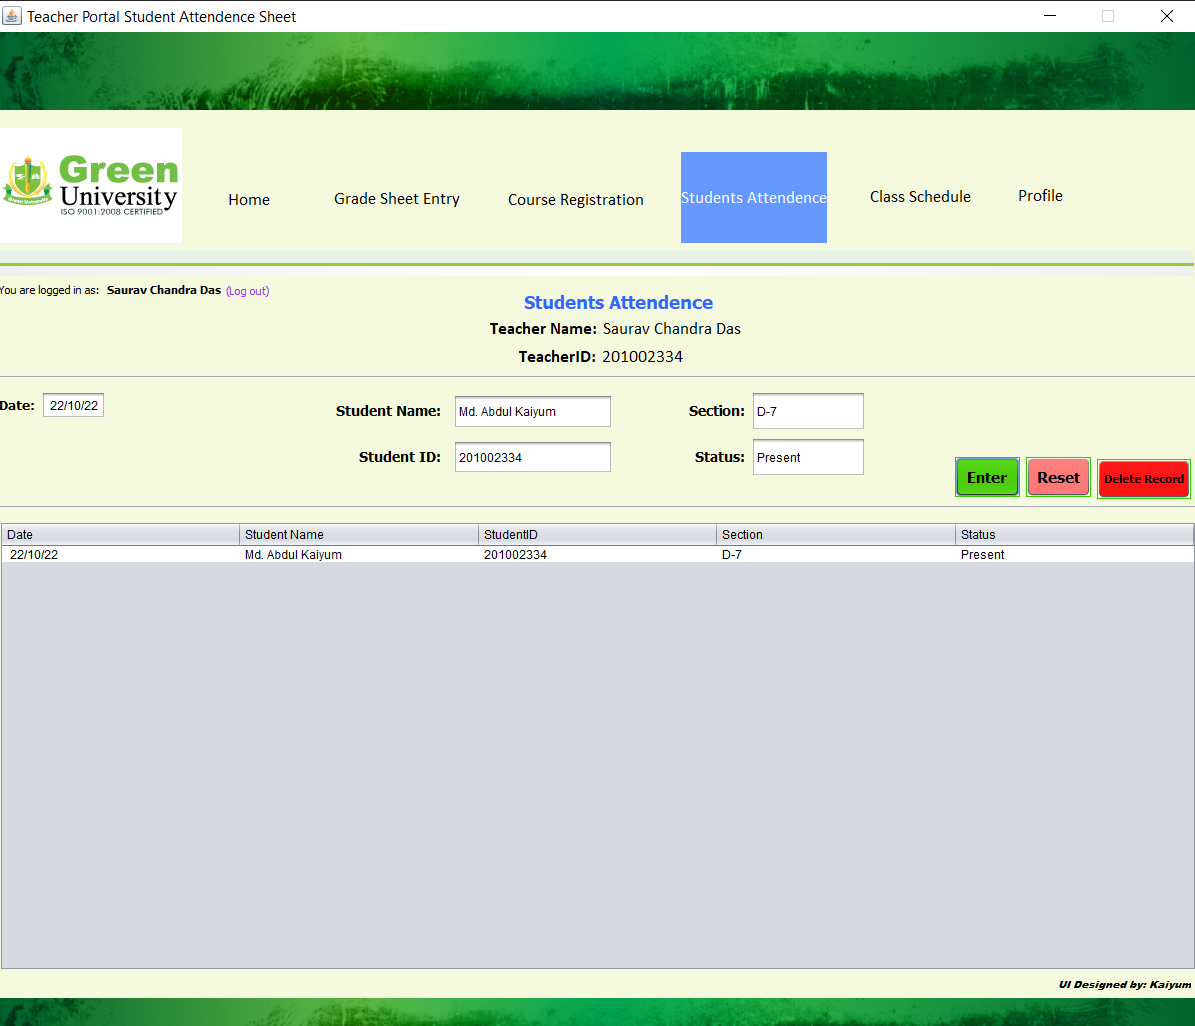 Teacher Portal Student Attendence Sheet
Green
University
ISO 9001:2008 CERTIFIED
Home Grade Sheet Entry Course Registration Students Attendence Class Schedule Profile
You are logged in as: Saurav Chandra Das (Log out)
Students Attendence
Teacher Name: Saurav Chandra Das
TeacherID: 201002334
Date: 22/10/22 Student Name: Md. Abdul Kaiyum Section: D-7
Student ID: 201002334 Status: Present
Enter Reset Delete Record
Date Student Name StudentID Section Status
22/10/22 Md. Abdul Kaiyum 201002334 D-7 Present
UI Designed by: Kaiyum